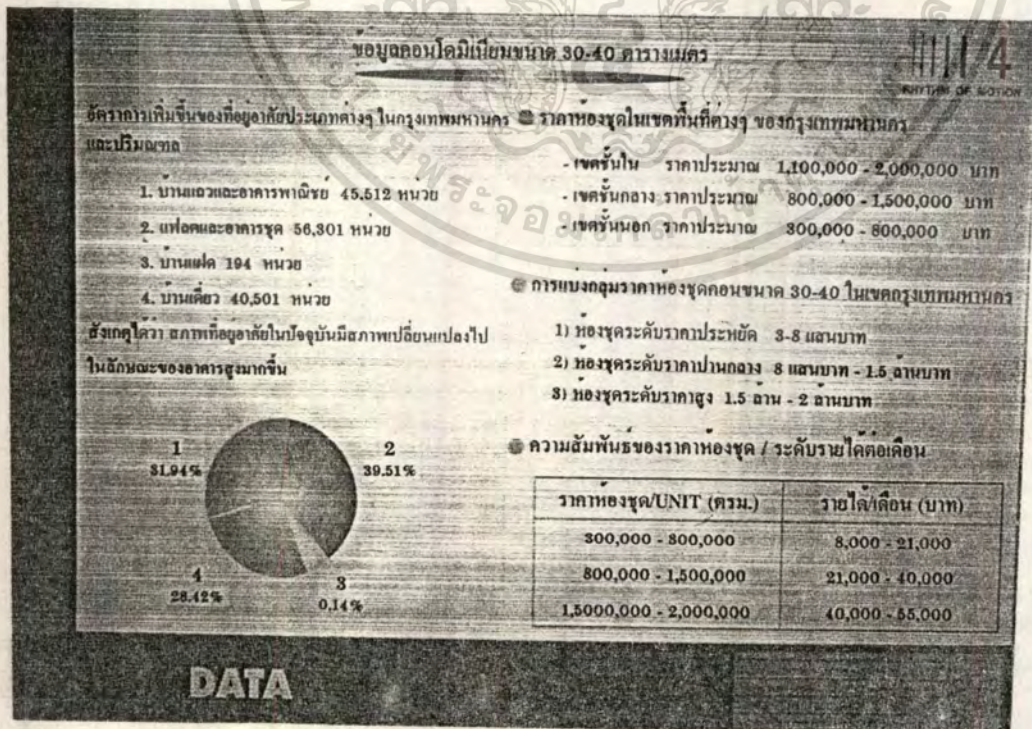 ข้อมูลคอนโดมิเนียมขนาด 30-40 ตารางเมตร
4
RHYTHM OF MOTION
อัตราการเพิ่มขึ้นของที่อยู่อาศัยประเภทต่างๆ ในกรุงเทพมหานคร
และปริมณฑล
1. บ้านแถวและอาคารพาณิชย์ 45,512 หน่วย
2. แฟลตและอาคารชุด 56,301 หน่วย
3. บ้านแฝด 194 หน่วย
4. บ้านเดี่ยว 40,501 หน่วย
สังเกตุได้ว่า สภาพที่อยู่อาศัยในปัจจุบันมีสภาพเปลี่ยนแปลงไป
ในลักษณะของอาคารสูงมากขึ้น
1
31.94%
2
39.51%
4
28.42%
3
0.14%
ราคาห้องชุดในเขตพื้นที่ต่างๆ ของกรุงเทพมหานคร
- เขตชั้นใน ราคาประมาณ 1,100,000 - 2,000,000 บาท
- เขตชั้นกลาง ราคาประมาณ 800,000 - 1,500,000 บาท
- เขตชั้นนอก ราคาประมาณ 300,000 - 800,000 บาท
การแบ่งกลุ่มราคาห้องชุดคอนขนาด 30-40 ในเขตกรุงเทพมหานคร
1) ห้องชุดระดับราคาประหยัด 3-8 แสนบาท
2) ห้องชุดระดับราคาปานกลาง 8 แสนบาท - 1.5 ล้านบาท
3) ห้องชุดระดับราคาสูง 1.5 ล้าน - 2 ล้านบาท
ความสัมพันธ์ของราคาห้องชุด / ระดับรายได้ต่อเดือน
ราคาห้องชุด/UNIT (ตรม.) รายได้/เดือน (บาท)
300,000 - 800,000 8,000 - 21,000
800,000 - 1,500,000 21,000 - 40,000
1,5000,000 - 2,000,000 40,000 - 55,000
DATA